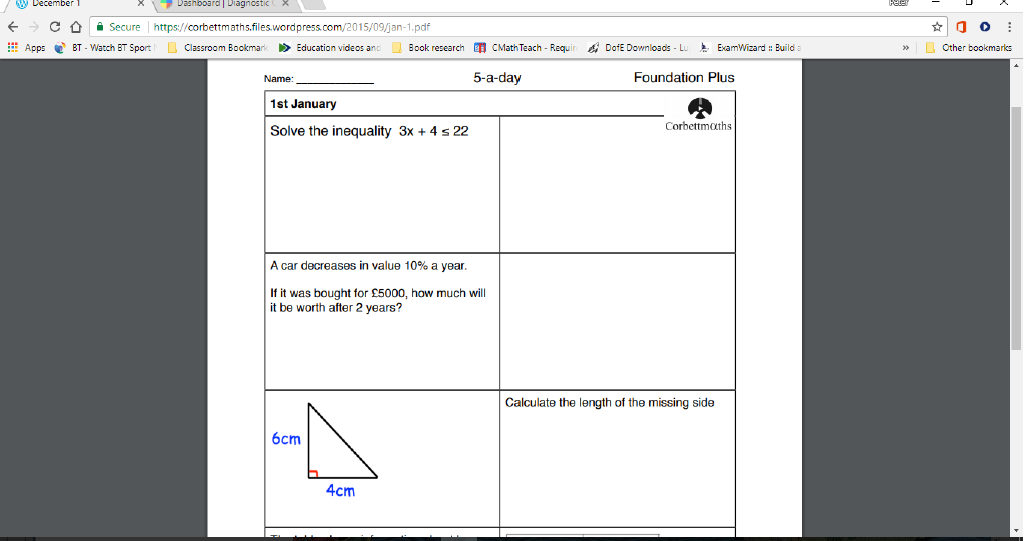 December 1
Dashboard | Diagnostic
Secure | https://corbettmaths.files.wordpress.com/2015/09/jan-1.pdf
Apps BT - Watch BT Sport Classroom Bookmark Education videos and Book research CMathTeach - Requir DofE Downloads - Lu ExamWizard :: Build a » Other bookmarks
Name: ____________ 5-a-day Foundation Plus
1st January
Corbettmaths
Solve the inequality 3x + 4 ≤ 22
A car decreases in value 10% a year.
If it was bought for £5000, how much will
it be worth after 2 years?
Calculate the length of the missing side
6cm
4cm